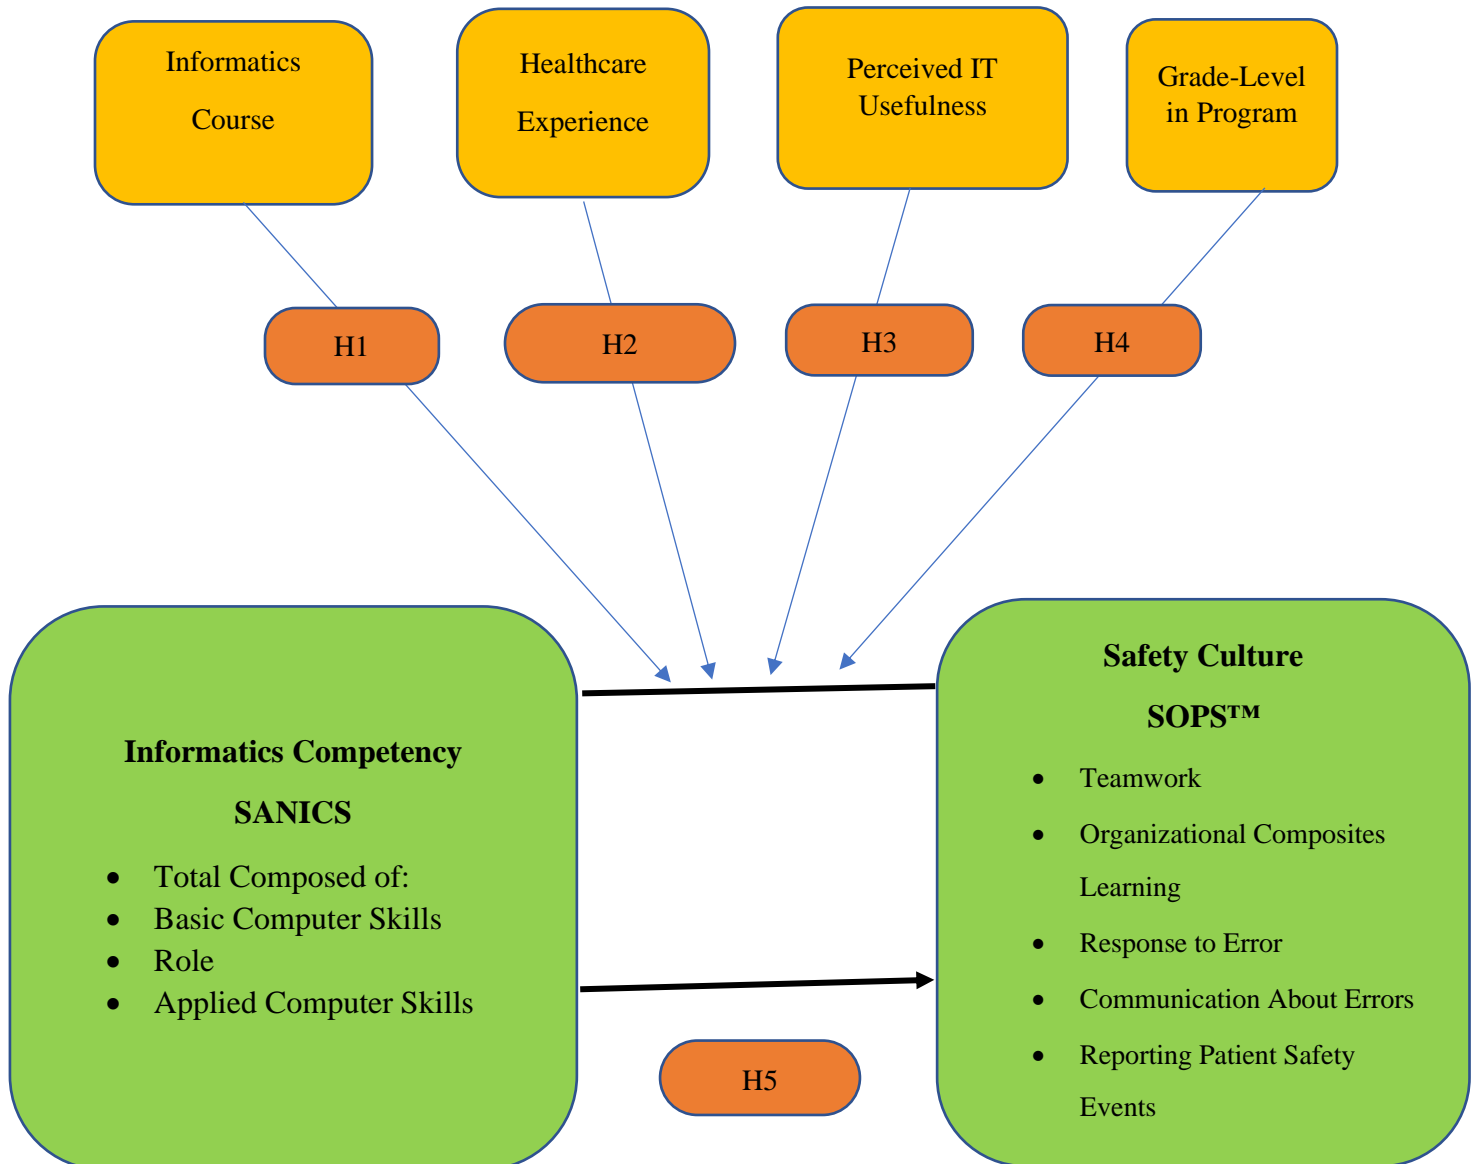 Informatics
Course
Healthcare
Experience
Perceived IT
Usefulness
Grade-Level
in Program
H1
H2
H3
H4
Informatics Competency
SANICS
• Total Composed of:
• Basic Computer Skills
• Role
• Applied Computer Skills
Safety Culture
SOPS™
• Teamwork
• Organizational Composites
Learning
• Response to Error
• Communication About Errors
• Reporting Patient Safety
Events
H5